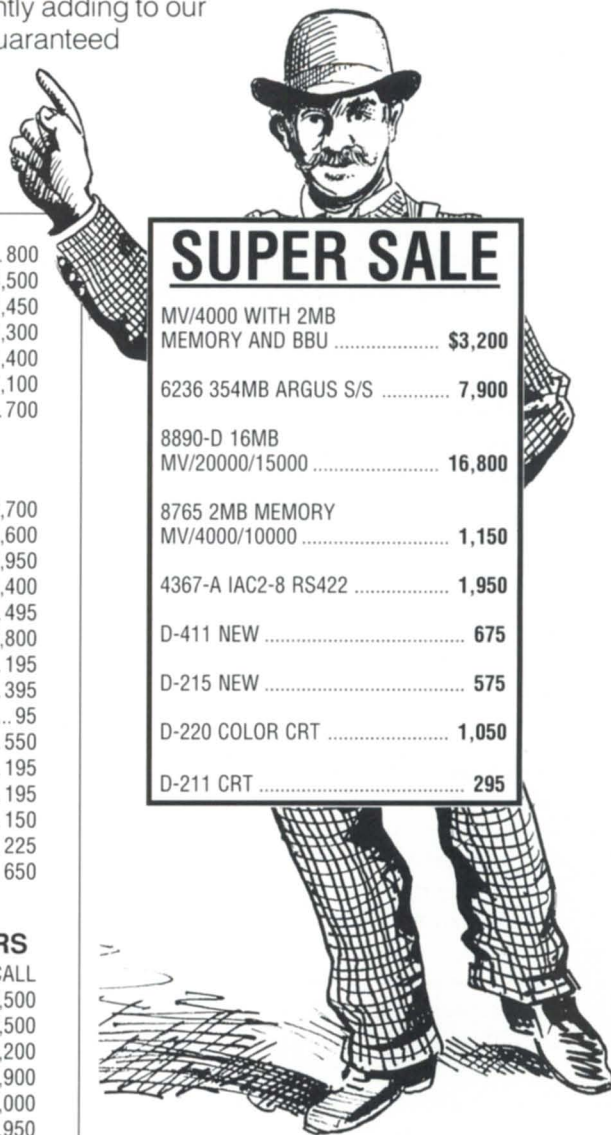 ntly adding to our
uaranteed
800
,500
,450
,300
,400
,100
700
,700
,600
,950
,400
495
,800
195
395
... 95
550
195
195
150
225
650
RS
CALL
,500
,500
,200
,900
,000
950
SUPER SALE
MV/4000 WITH 2MB
MEMORY AND BBU ................... $3,200
6236 354MB ARGUS S/S ............. 7,900
8890-D 16MB
MV/20000/15000 ....................... 16,800
8765 2MB MEMORY
MV/4000/10000 ........................... 1,150
4367-A IAC2-8 RS422 ................. 1,950
D-411 NEW ..................................... 675
D-215 NEW ..................................... 575
D-220 COLOR CRT ...................... 1,050
D-211 CRT ....................................... 295